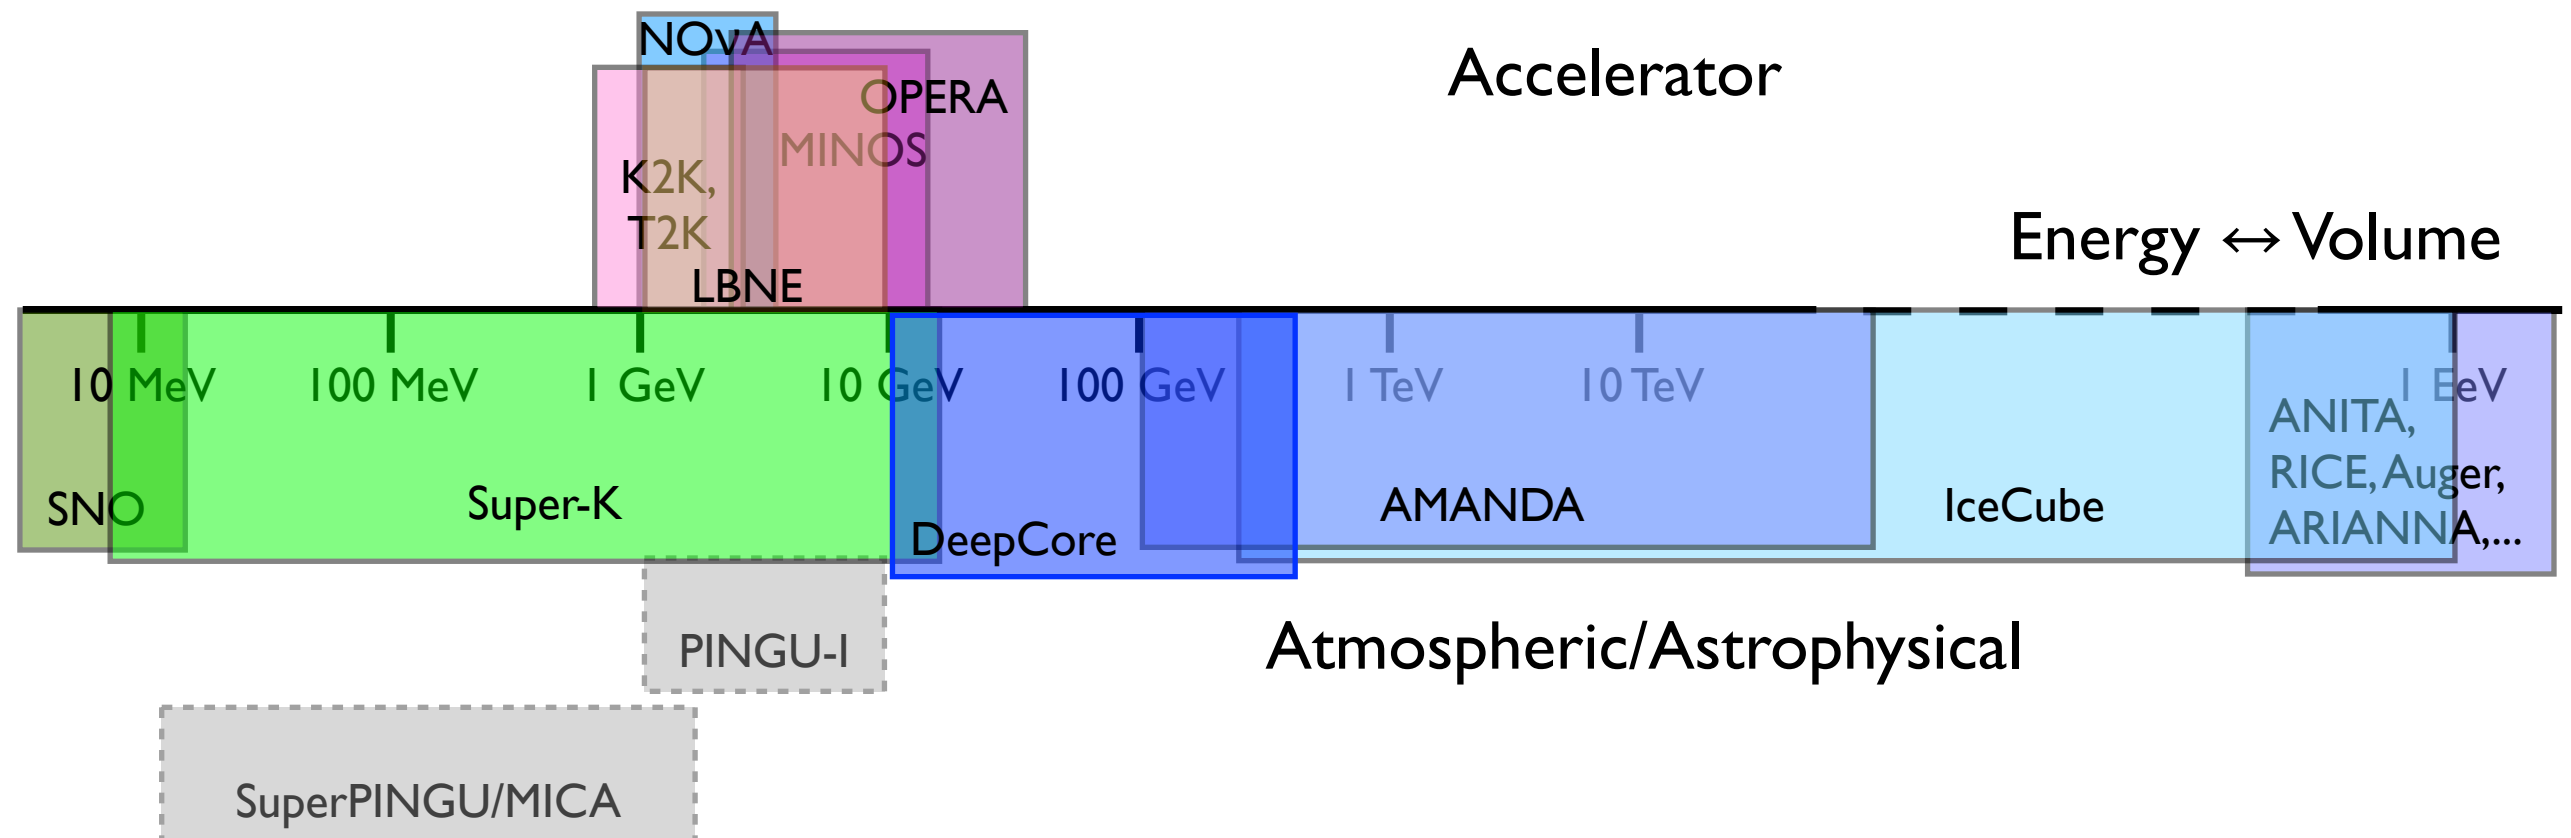 NOvA
Accelerator
OPERA
MINOS
K2K,
T2K
Energy ↔ Volume
LBNE
10 MeV
100 MeV
1 GeV
10 GeV
100 GeV
1 TeV
10 TeV
1 EeV
ANITA,
RICE, Auger,
ARIANNA,...
SNO
Super-K
DeepCore
AMANDA
IceCube
PINGU-I
Atmospheric/Astrophysical
SuperPINGU/MICA